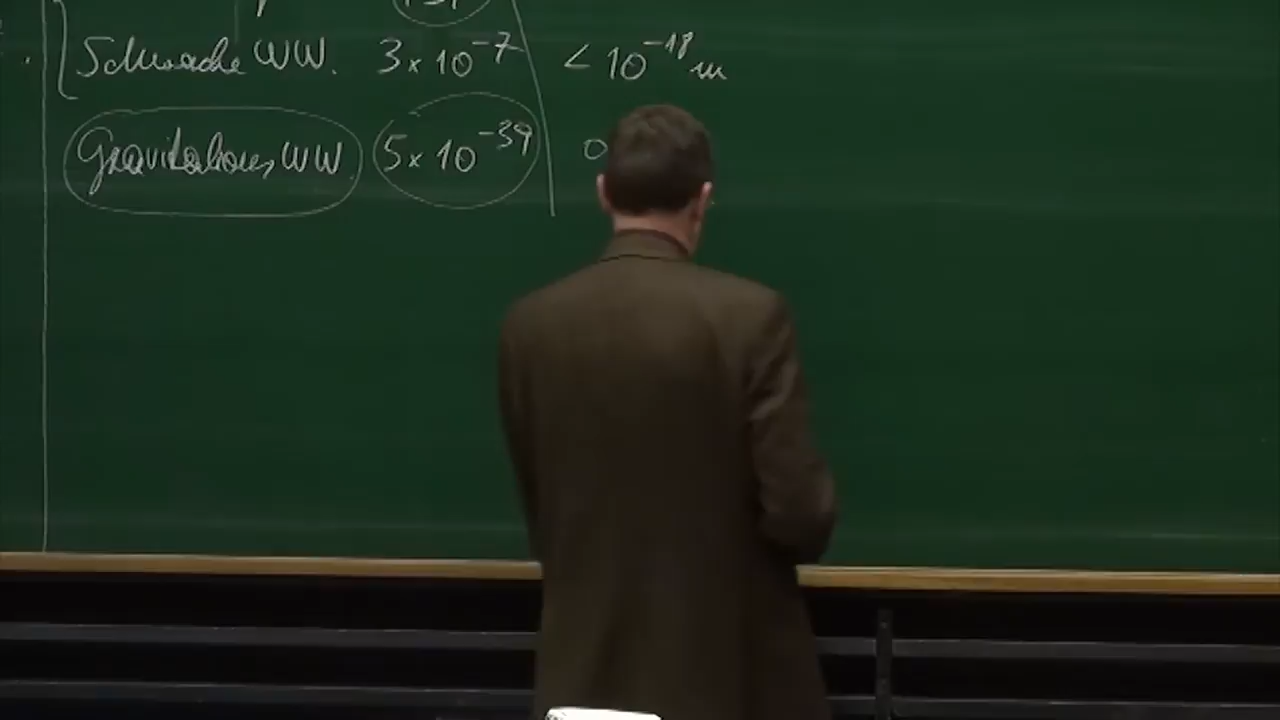 Schwache WW. 3 × 10⁻⁷ < 10⁻¹⁸ m
Gravitations WW 5 × 10⁻³⁹